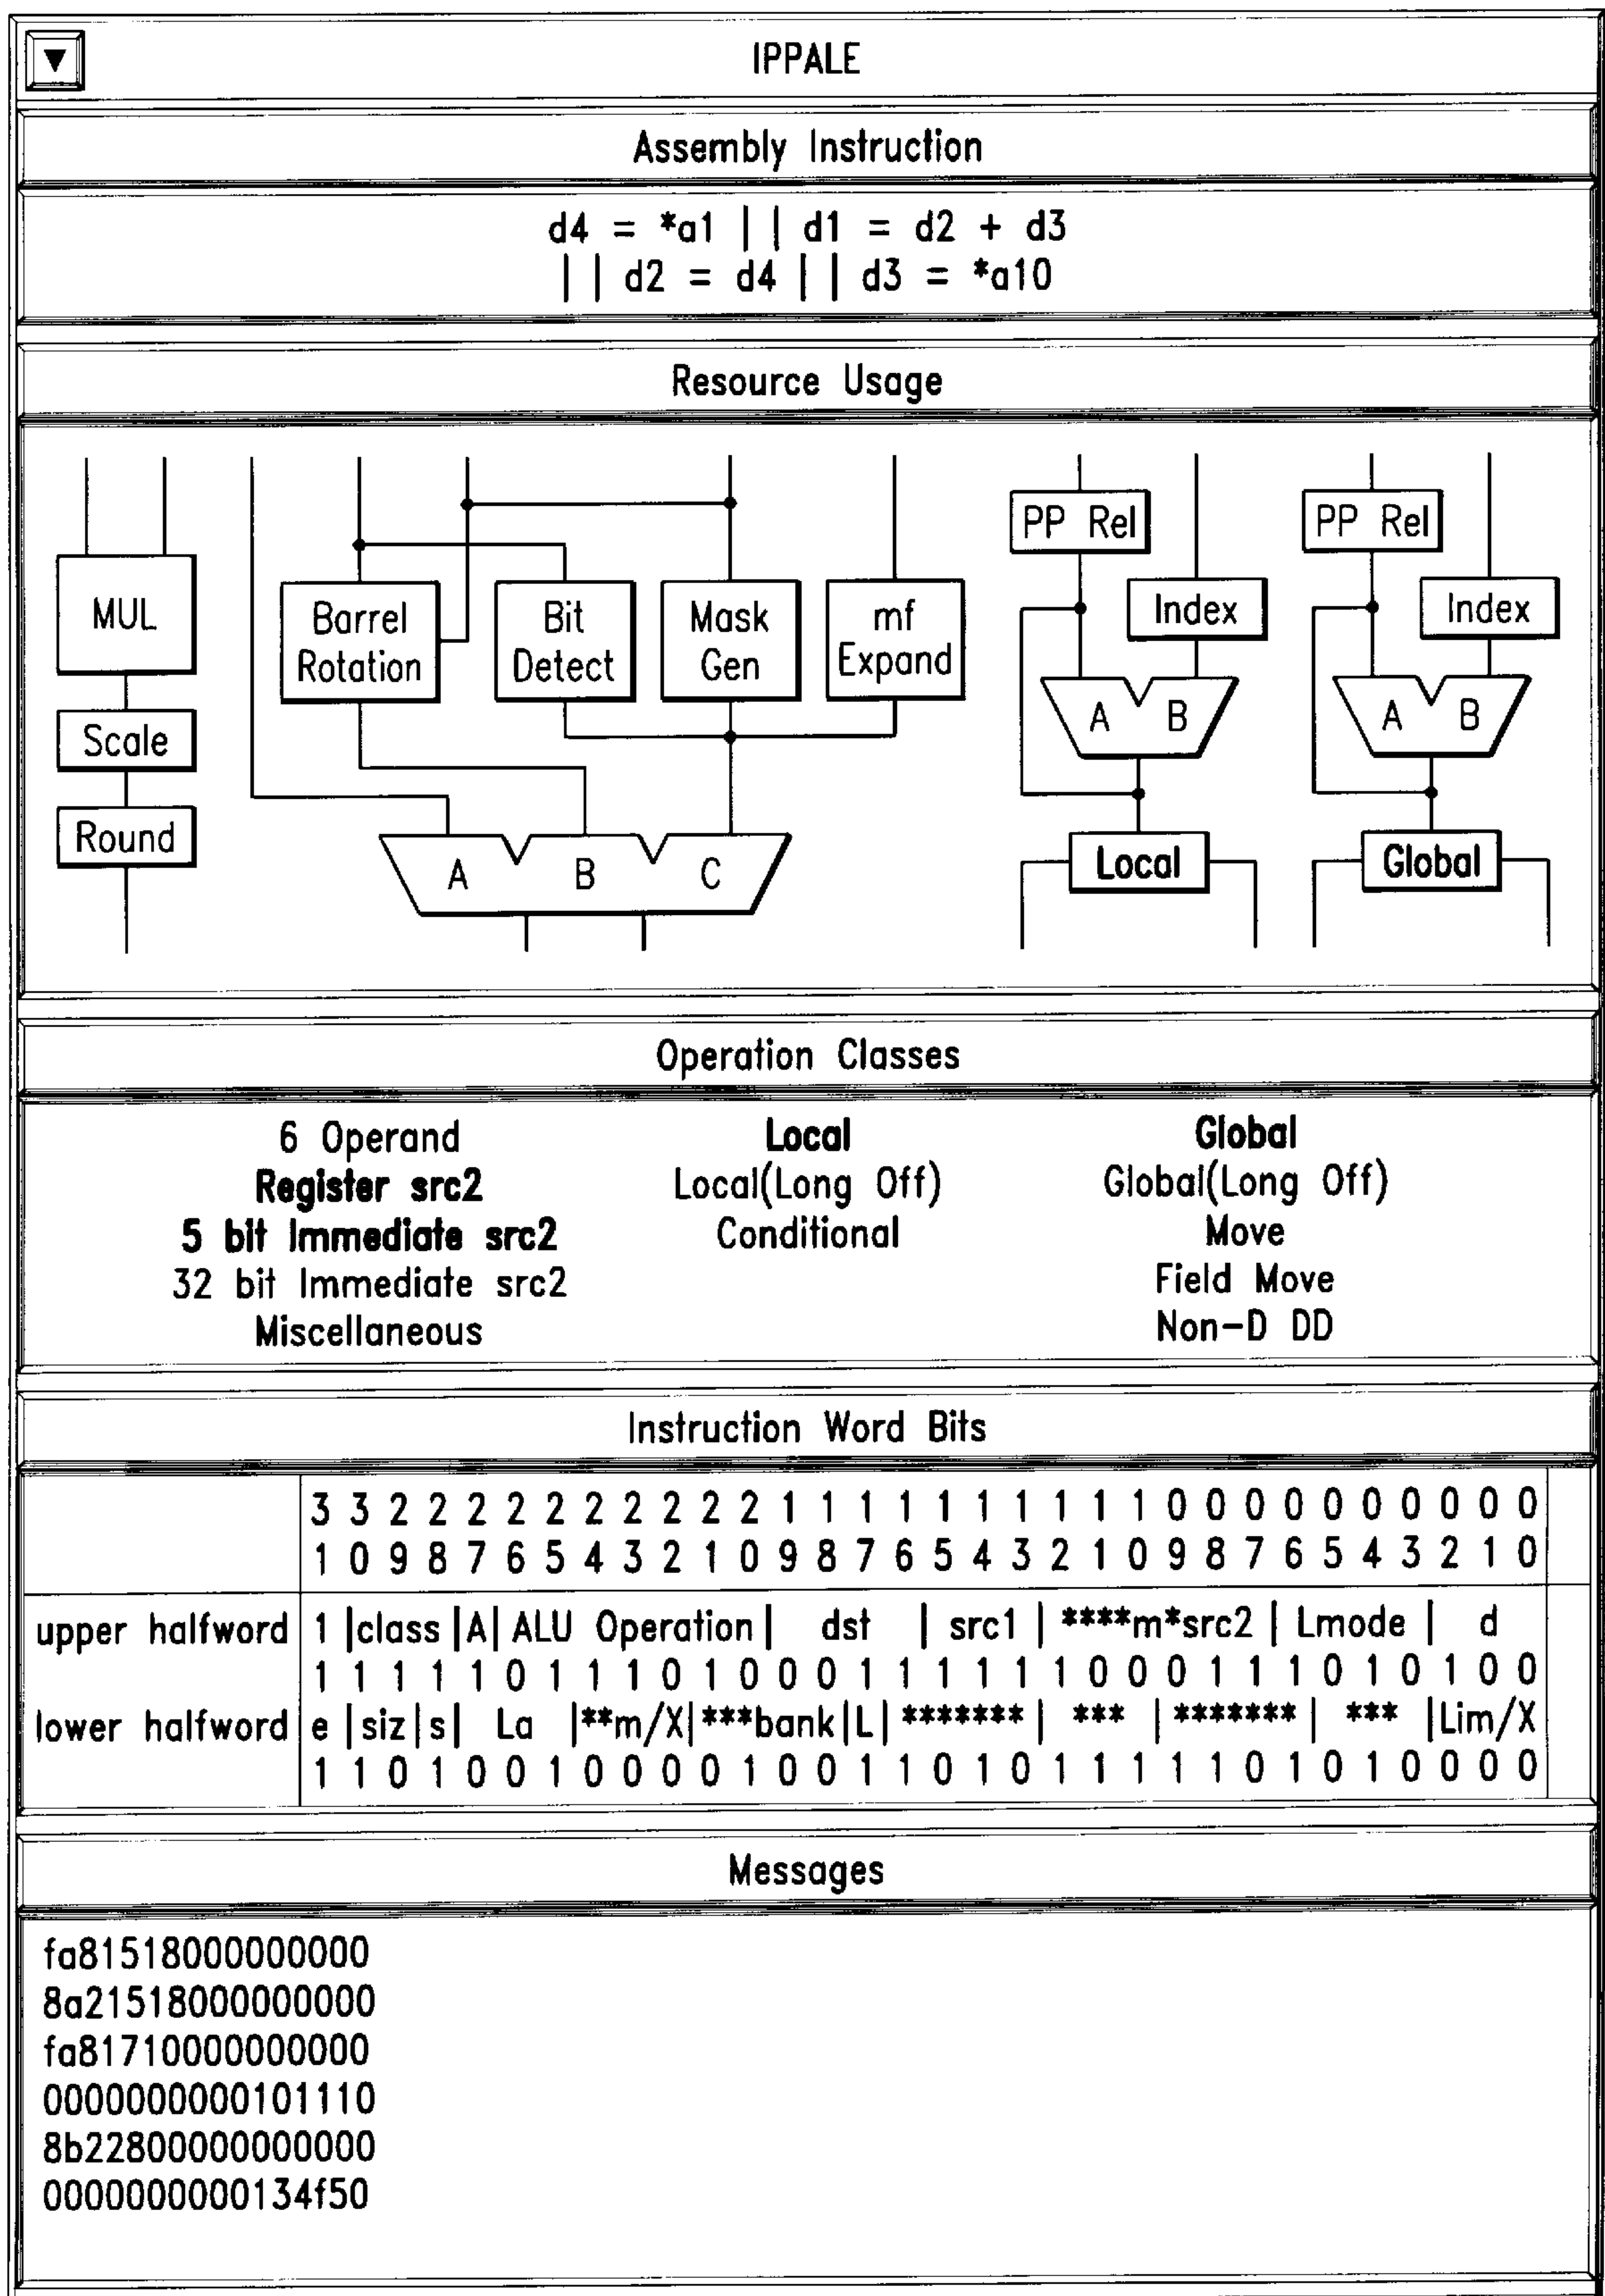 ▼ IPPALE
Assembly Instruction
d4 = *a1 | | d1 = d2 + d3
| | d2 = d4 | | d3 = *a10
Resource Usage
MUL
Scale
Round
Barrel
Rotation
Bit
Detect
Mask
Gen
mf
Expand
A B C
PP Rel
Index
A B
Local
PP Rel
Index
A B
Global
Operation Classes
6 Operand Local Global
Register src2 Local(Long Off) Global(Long Off)
5 bit Immediate src2 Conditional Move
32 bit Immediate src2 Field Move
Miscellaneous Non-D DD
Instruction Word Bits
3 3 2 2 2 2 2 2 2 2 2 2 1 1 1 1 1 1 1 1 1 1 0 0 0 0 0 0 0 0 0 0
1 0 9 8 7 6 5 4 3 2 1 0 9 8 7 6 5 4 3 2 1 0 9 8 7 6 5 4 3 2 1 0
upper halfword 1 |class|A| ALU Operation| dst | src1 | ****m*src2 | Lmode | d
1 1 1 1 1 0 1 1 1 0 1 0 0 0 1 1 1 1 1 1 0 0 0 1 1 1 0 1 0 1 0 0
lower halfword e |siz|s| La |**m/X|***bank|L| ******* | *** | ******* | *** |Lim/X
1 1 0 1 0 0 1 0 0 0 0 1 0 0 1 1 0 1 0 1 1 1 1 1 0 1 0 1 0 0 0 0
Messages
fa81518000000000
8a21518000000000
fa81710000000000
0000000000101110
8b22800000000000
0000000000134f50